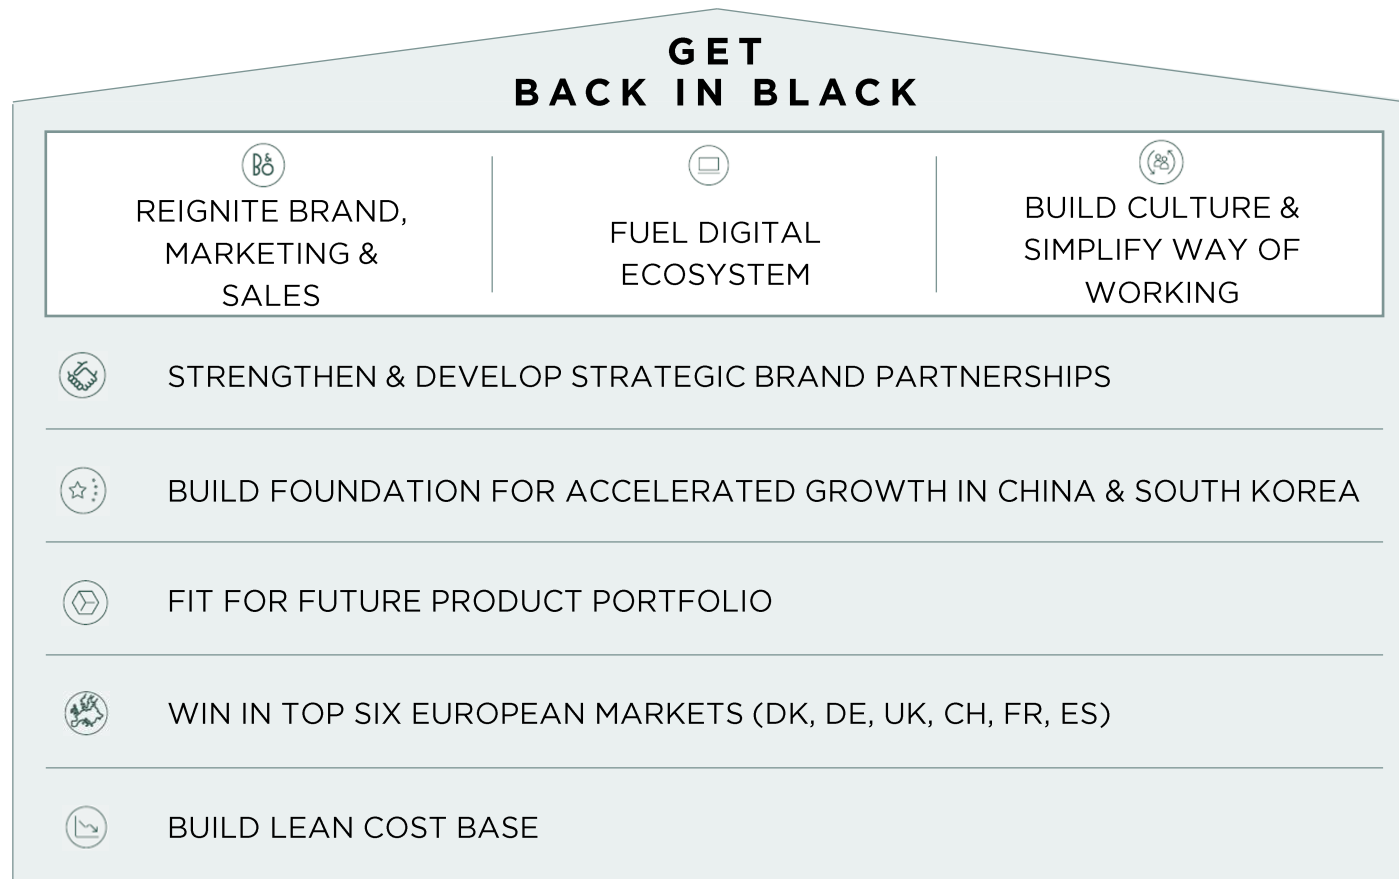 GET
BACK IN BLACK
B&O
REIGNITE BRAND,
MARKETING &
SALES
FUEL DIGITAL
ECOSYSTEM
BUILD CULTURE &
SIMPLIFY WAY OF
WORKING
STRENGTHEN & DEVELOP STRATEGIC BRAND PARTNERSHIPS
BUILD FOUNDATION FOR ACCELERATED GROWTH IN CHINA & SOUTH KOREA
FIT FOR FUTURE PRODUCT PORTFOLIO
WIN IN TOP SIX EUROPEAN MARKETS (DK, DE, UK, CH, FR, ES)
BUILD LEAN COST BASE